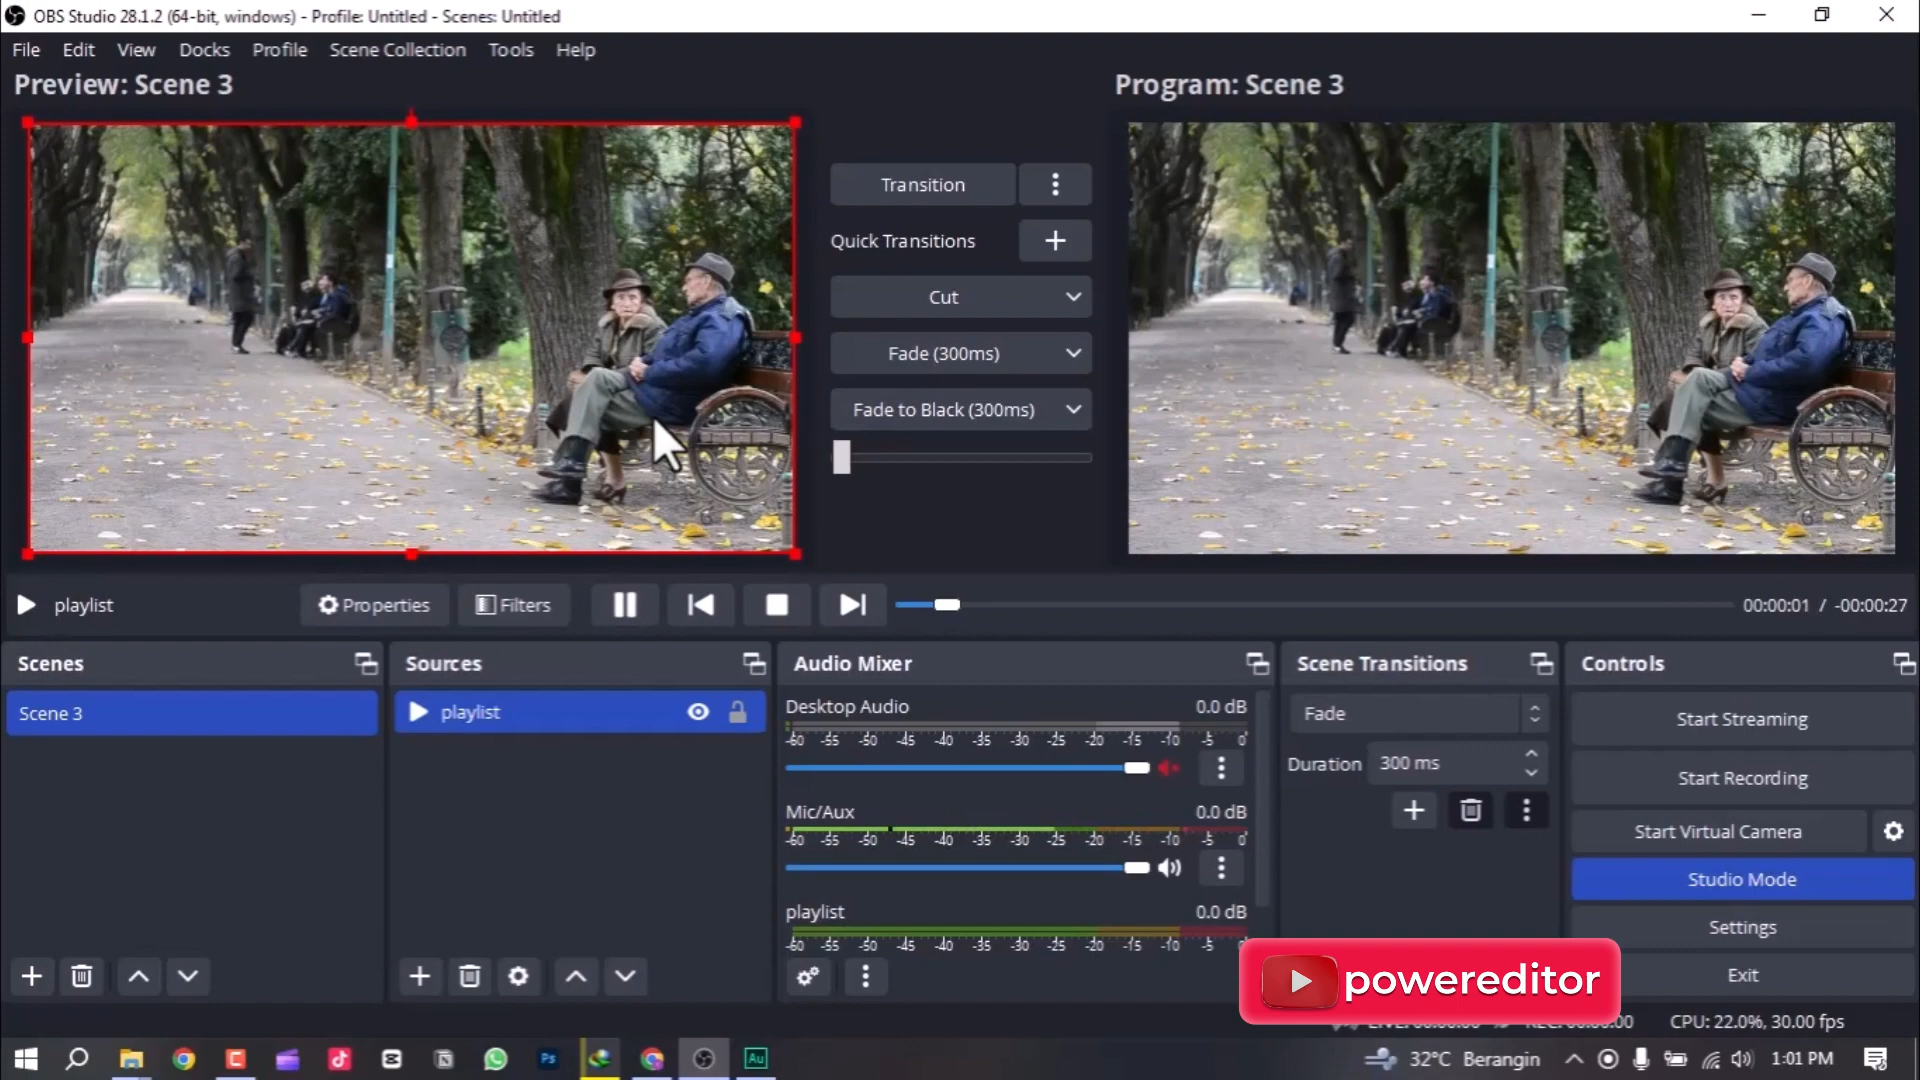 OBS Studio 28.1.2 (64-bit, windows) - Profile: Untitled - Scenes: Untitled
File Edit View Docks Profile Scene Collection Tools Help
Preview: Scene 3
Program: Scene 3
Transition
Quick Transitions
Cut
Fade (300ms)
Fade to Black (300ms)
playlist
Properties
Filters
00:00:01 / -00:00:27
Scenes
Scene 3
Sources
playlist
Audio Mixer
Desktop Audio 0.0 dB
-60 -55 -50 -45 -40 -35 -30 -25 -20 -15 -10 -5 0
Mic/Aux 0.0 dB
-60 -55 -50 -45 -40 -35 -30 -25 -20 -15 -10 -5 0
playlist 0.0 dB
-60 -55 -50 -45 -40 -35 -30 -25 -20 -15 -10 -5
Scene Transitions
Fade
Duration 300 ms
Controls
Start Streaming
Start Recording
Start Virtual Camera
Studio Mode
Settings
Exit
powereditor
CPU: 22.0%, 30.00 fps
Ps
Au
32°C Berangin
1:01 PM